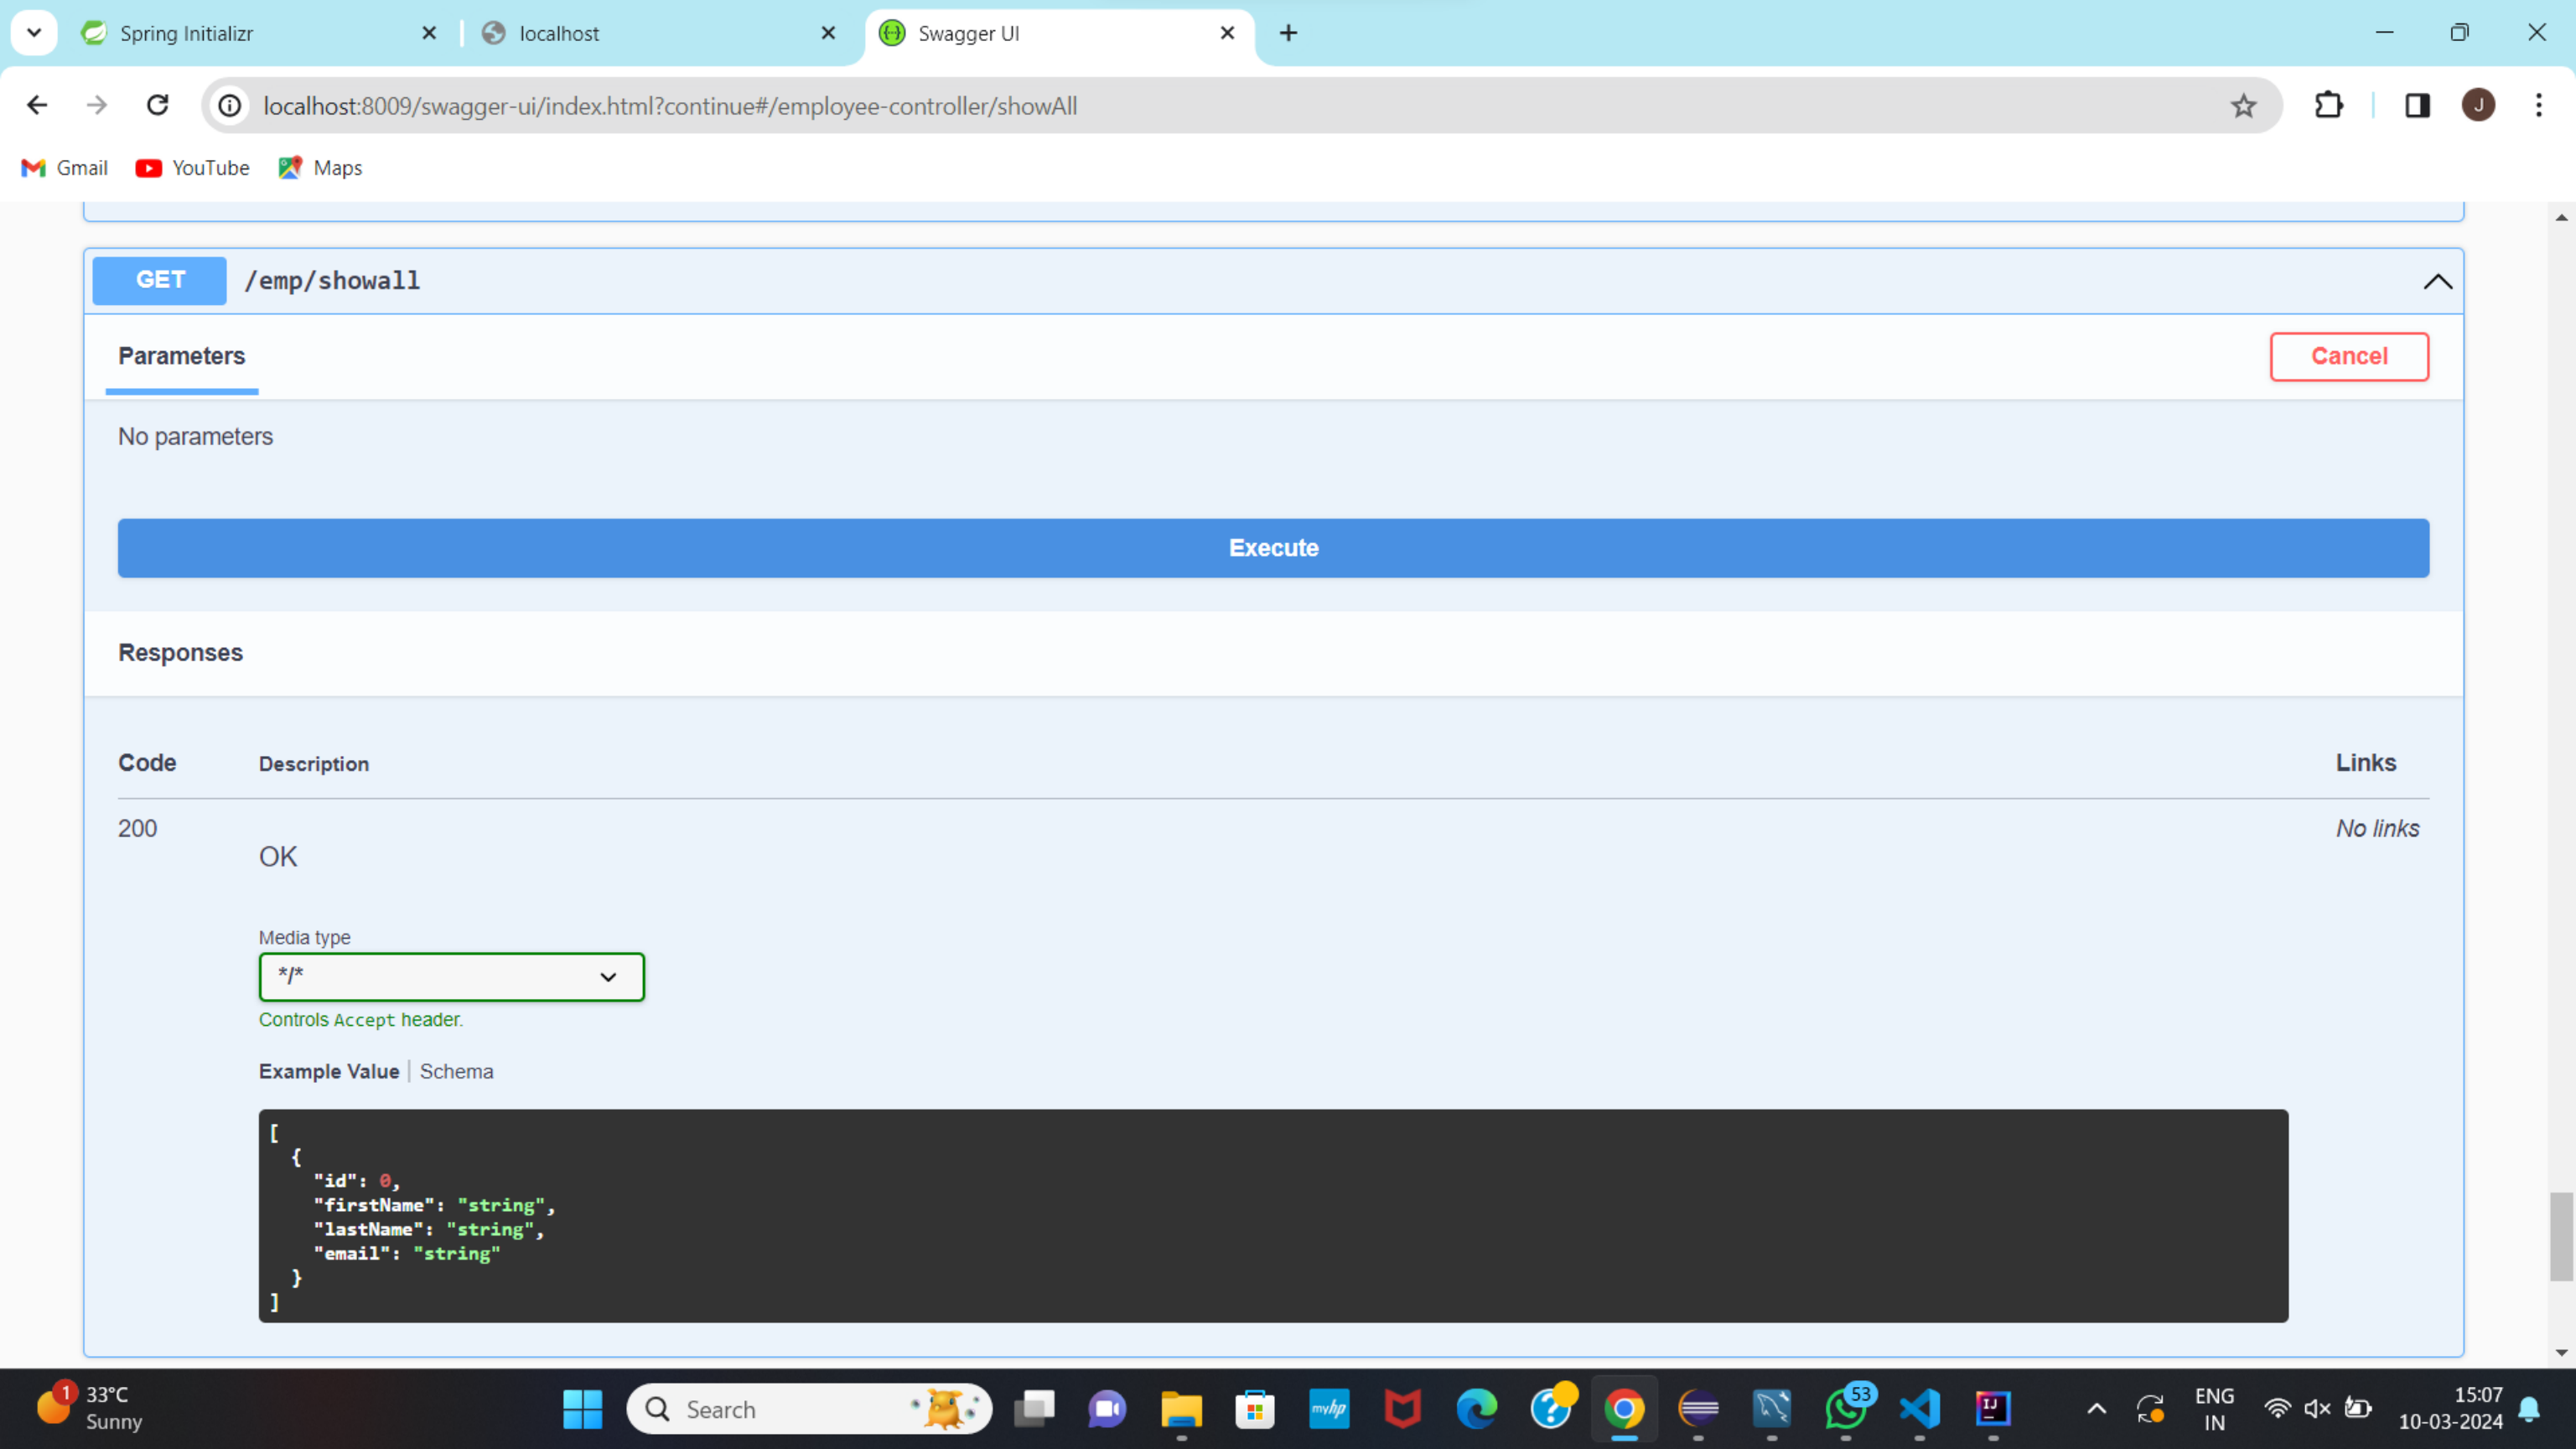 Spring Initializr
localhost
Swagger UI
localhost:8009/swagger-ui/index.html?continue#/employee-controller/showAll
J
Gmail
YouTube
Maps
GET /emp/showall
Parameters
Cancel
No parameters
Execute
Responses
Code Description Links
200 No links
OK
Media type
*/*
Controls Accept header.
Example Value | Schema
[
{
"id": 0,
"firstName": "string",
"lastName": "string",
"email": "string"
}
]
1
33°C
Sunny
Search
myhp
53
IJ
ENG
IN
15:07
10-03-2024